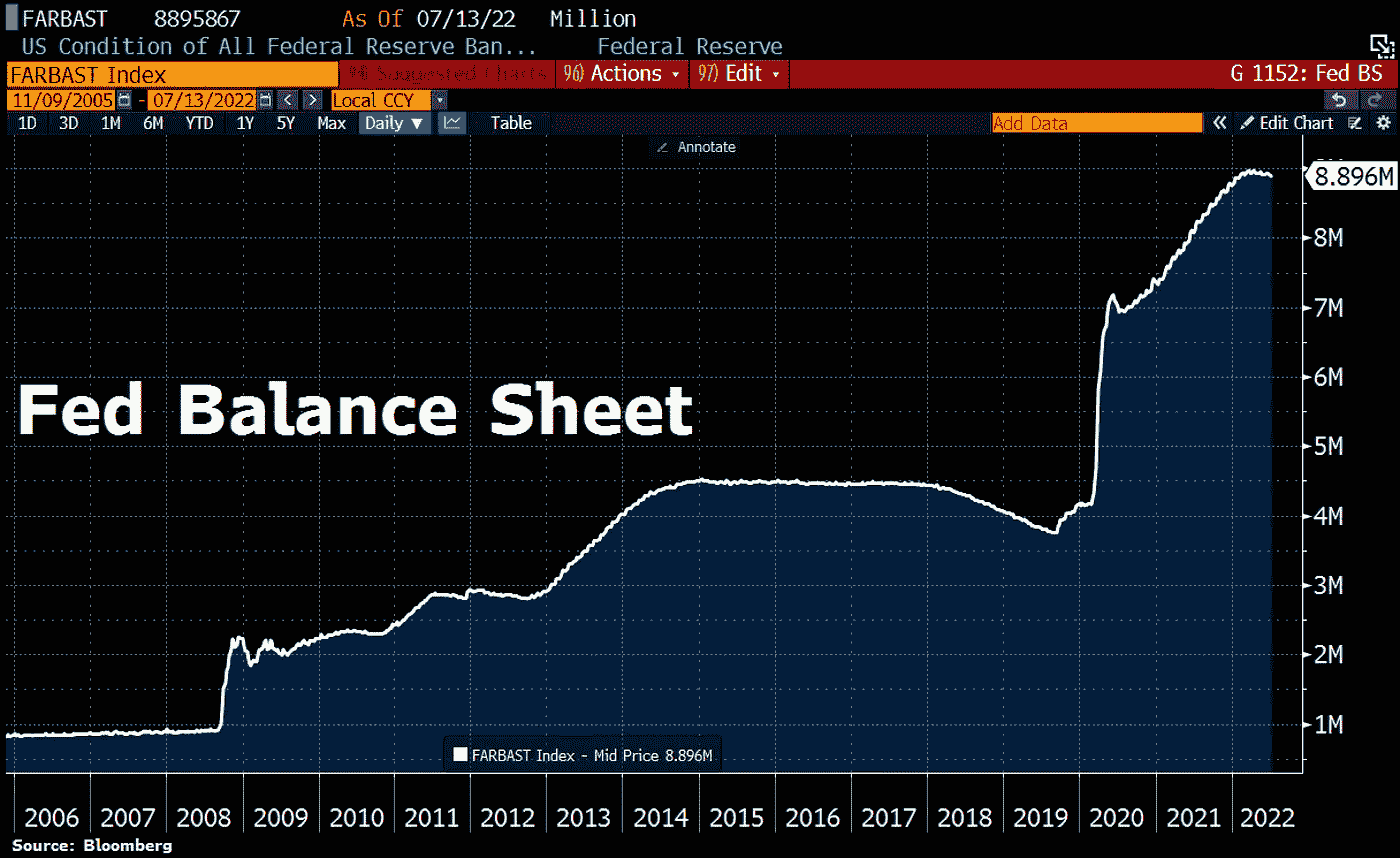 FARBAST 8895867 As Of 07/13/22 Million
US Condition of All Federal Reserve Ban... Federal Reserve
FARBAST Index 96) Actions 97) Edit G 1152: Fed BS
11/09/2005 - 07/13/2022 < > Local CCY
1D 3D 1M 6M YTD 1Y 5Y Max Daily ▼ Table Add Data « Edit Chart
Annotate
8.896M
8M
7M
6M
Fed Balance Sheet
5M
4M
3M
2M
1M
FARBAST Index - Mid Price 8.896M
2006 2007 2008 2009 2010 2011 2012 2013 2014 2015 2016 2017 2018 2019 2020 2021 2022
Source: Bloomberg